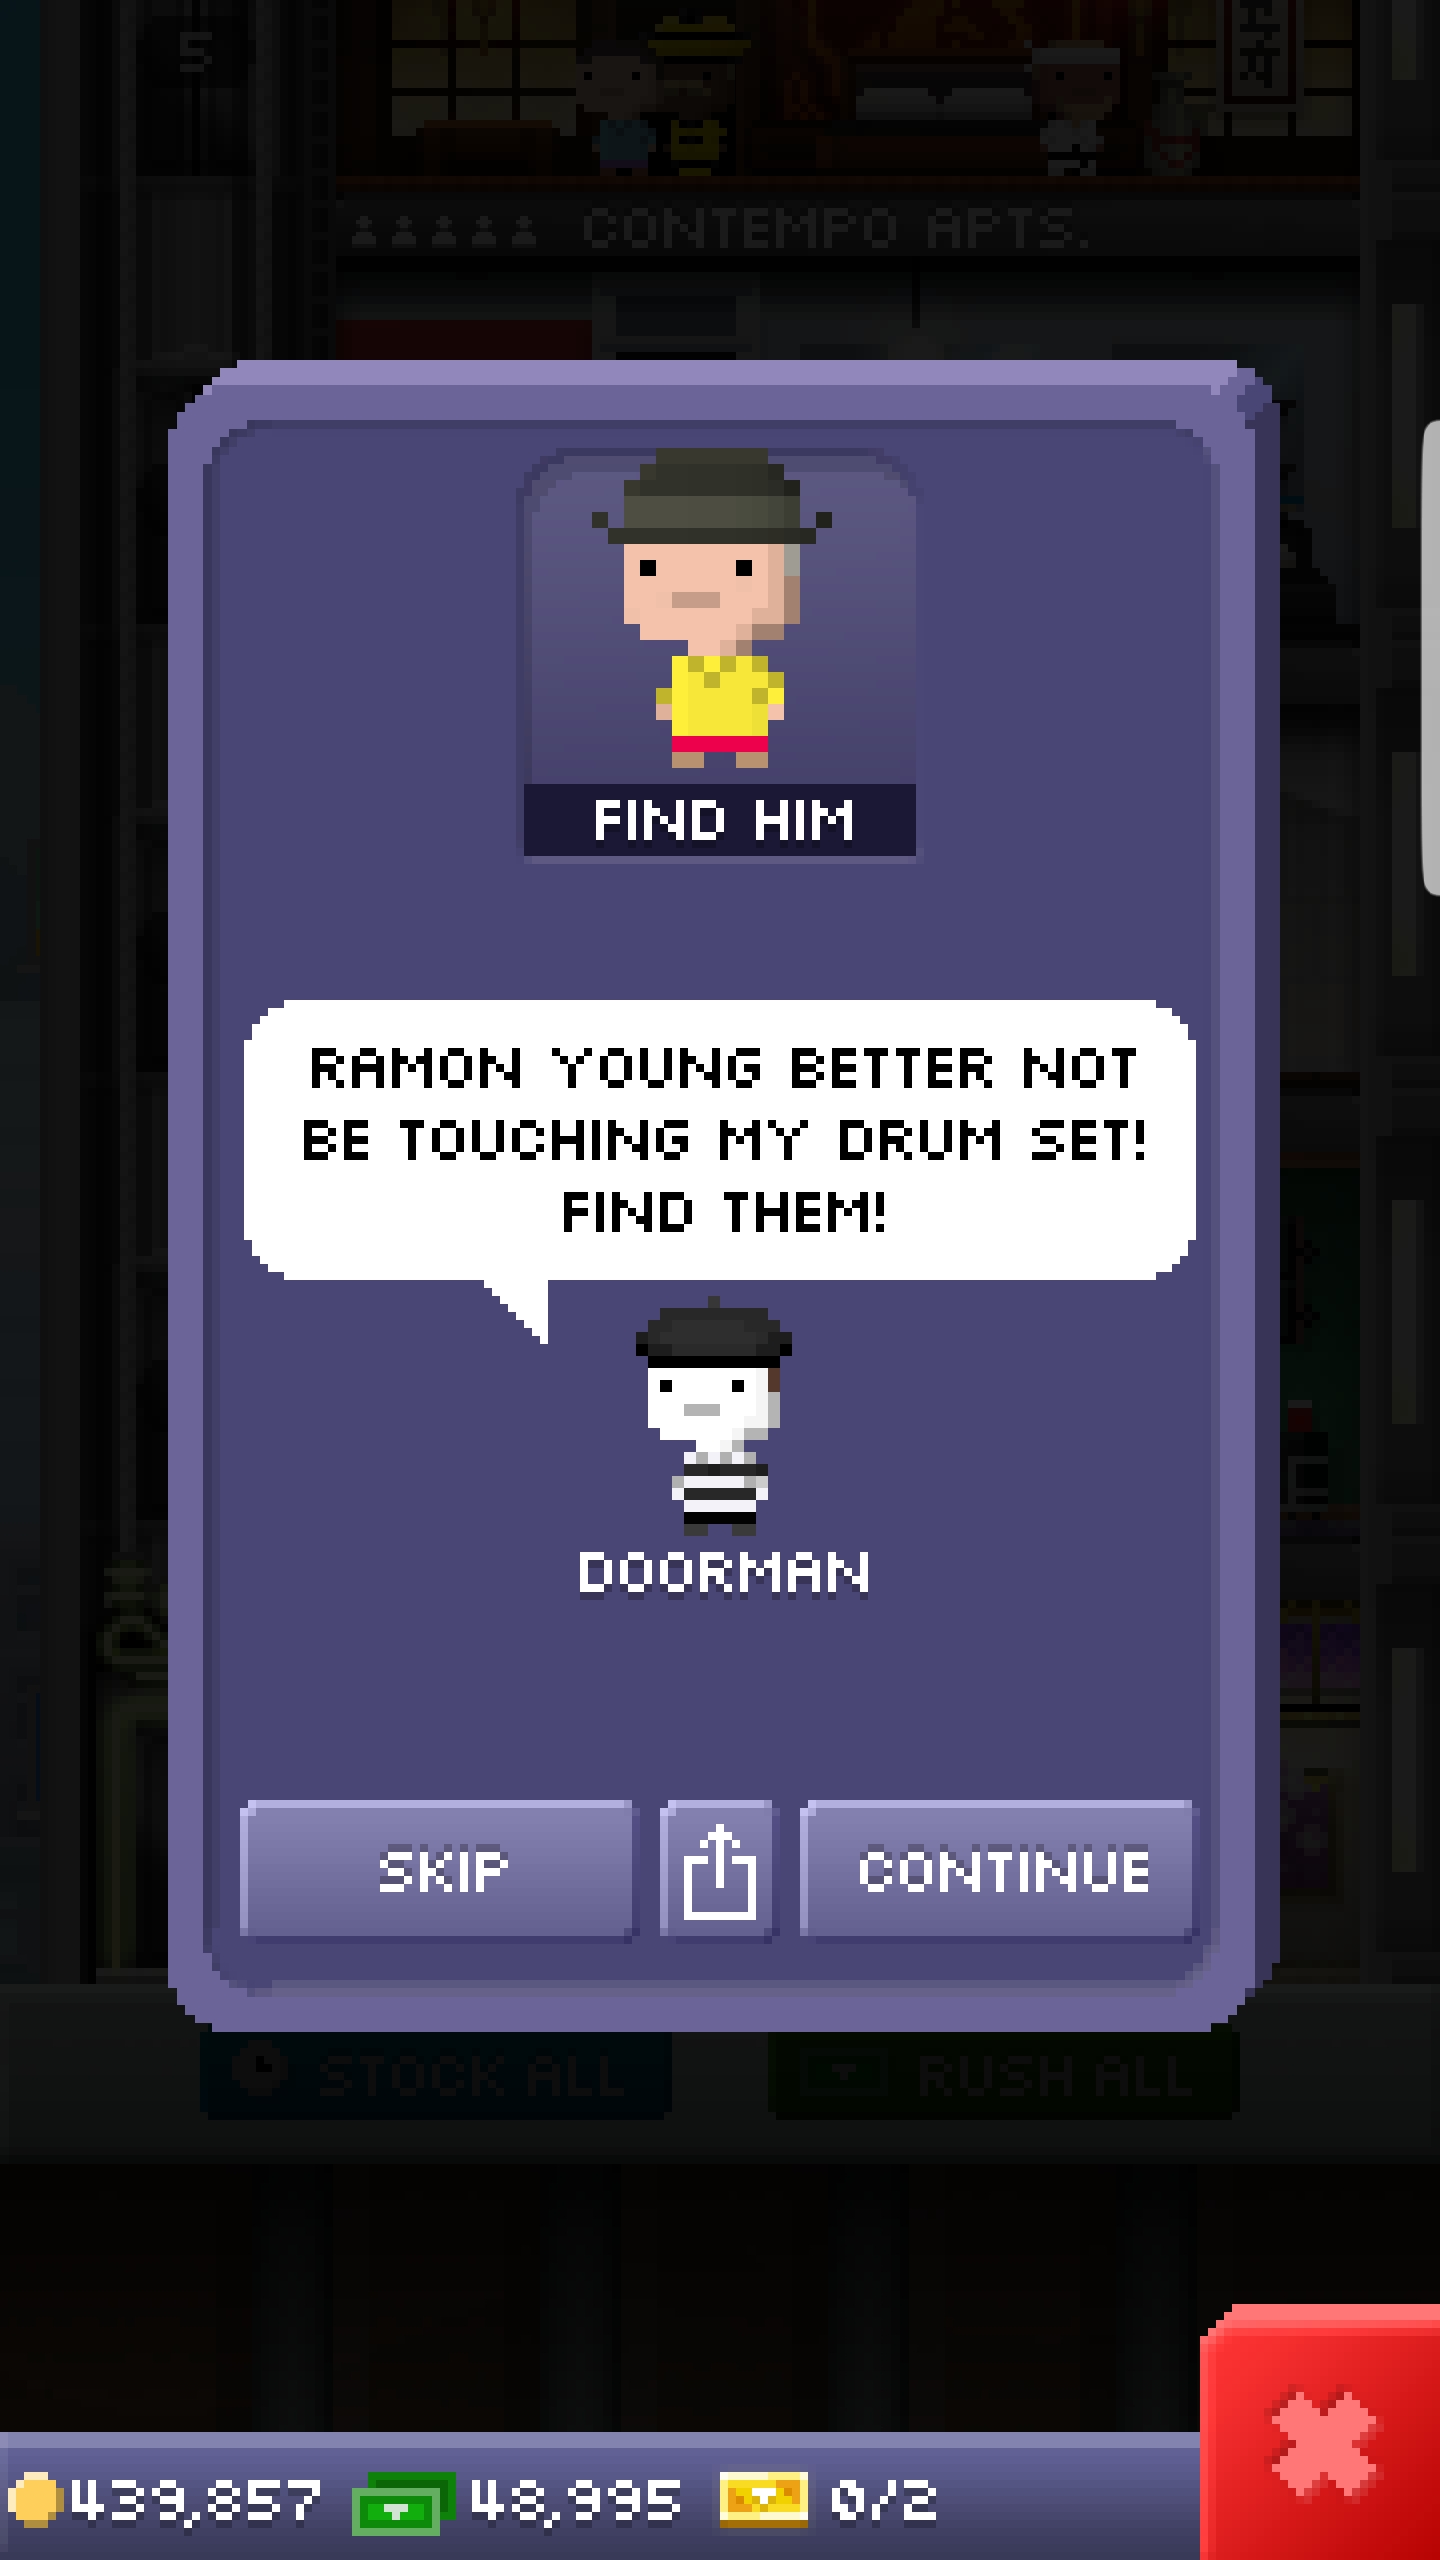 5
CONTEMPO APTS.
FIND HIM
RAMON YOUNG BETTER NOT
BE TOUCHING MY DRUM SET!
FIND THEM!
DOORMAN
SKIP
CONTINUE
STOCK ALL
RUSH ALL
439,857
48,995
0/2